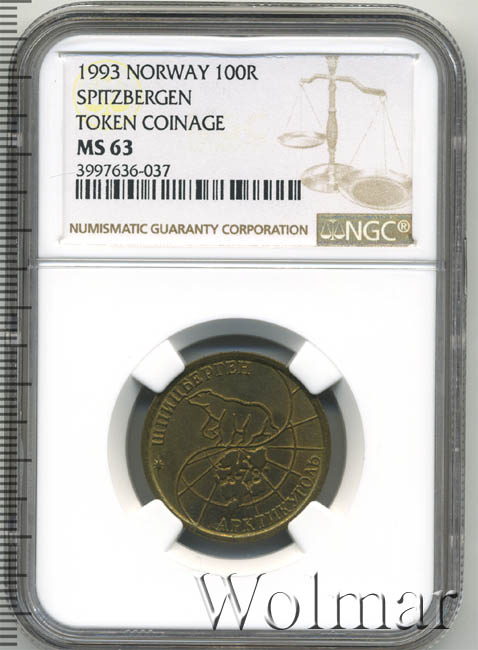 1993 NORWAY 100R
SPITZBERGEN
TOKEN COINAGE
MS 63
3997636-037
NUMISMATIC GUARANTY CORPORATION
NGC®
ШПИЦБЕРГЕН
АРКТИКУГОЛЬ
Wolmar